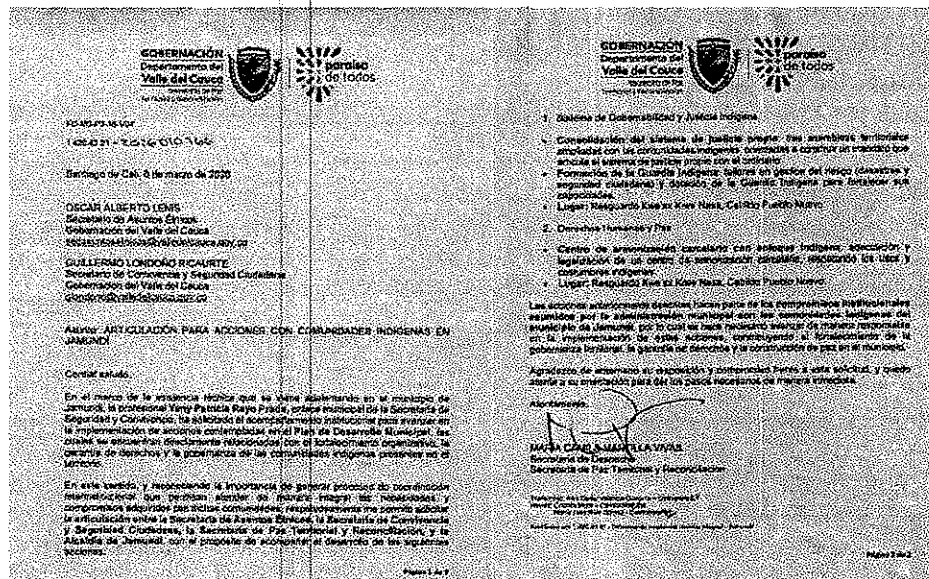 GOBERNACIÓN
Departamento del
Valle del Cauca
paraíso
de todos
Santiago de Cali, de marzo de
OSCAR ALBERTO LEMIS
Secretario de Asuntos Étnicos
Gobernación del Valle del Cauca
GUILLERMO LONDOÑO RICAURTE
Secretario de Convivencia y Seguridad Ciudadana
Gobernación del Valle del Cauca
Asunto: ARTICULACIÓN PARA ACCIONES CON COMUNIDADES INDÍGENAS EN
JAMUNDÍ
Cordial saludo,
En el marco de la asistencia técnica que se viene adelantando en el municipio de
Jamundí, la profesional Yeny Patricia Rayo Prada, enlace municipal de la Secretaría de
Seguridad y Convivencia, ha solicitado el acompañamiento institucional para avanzar en
la implementación de acciones contempladas en el Plan de Desarrollo Municipal, las
cuales se encuentran directamente relacionadas con el fortalecimiento organizativo, la
garantía de derechos y la gobernanza de las comunidades indígenas presentes en el
territorio.
En este sentido, y reconociendo la importancia de generar procesos de coordinación
interinstitucional que permitan atender de manera integral las necesidades y
compromisos adquiridos con dichas comunidades, respetuosamente me permito solicitar
la articulación entre la Secretaría de Asuntos Étnicos, la Secretaría de Convivencia
y Seguridad Ciudadana, la Secretaría de Paz Territorial y Reconciliación, y la
Alcaldía de Jamundí, con el propósito de acompañar el desarrollo de las siguientes
acciones:
Página 1 de 2
GOBERNACIÓN
Departamento del
Valle del Cauca
paraíso
de todos
1. Sistema de Gobernabilidad y Justicia Indígena
• Consolidación del sistema de justicia propia: tres asambleas territoriales
ampliadas con las comunidades indígenas, orientadas a construir un mandato que
articule el sistema de justicia propio con el ordinario.
• Formación de la Guardia Indígena: talleres en gestión del riesgo (desastres y
seguridad ciudadana) y dotación de la Guardia Indígena para fortalecer sus
capacidades.
• Lugar: Resguardo Kwe'sx Kiwe Nasa, Cabildo Pueblo Nuevo.
2. Derechos Humanos y Paz
• Centro de armonización carcelario con enfoque indígena: adecuación y
legalización de un centro de armonización carcelario, respetando los usos y
costumbres indígenas.
• Lugar: Resguardo Kwe'sx Kiwe Nasa, Cabildo Pueblo Nuevo.
Las acciones anteriormente descritas hacen parte de los compromisos institucionales
asumidos por la administración municipal con las comunidades indígenas del
municipio de Jamundí, por lo cual se hace necesario avanzar de manera responsable
en la implementación de estas acciones, contribuyendo al fortalecimiento de la
gobernanza territorial, la garantía de derechos y la construcción de paz en el municipio.
Agradezco de antemano su disposición y compromiso frente a esta solicitud, y quedo
atenta a su orientación para dar los pasos necesarios de manera inmediata.
Atentamente,
Secretaria de Despacho
Secretaría de Paz Territorial y Reconciliación
Página 2 de 2